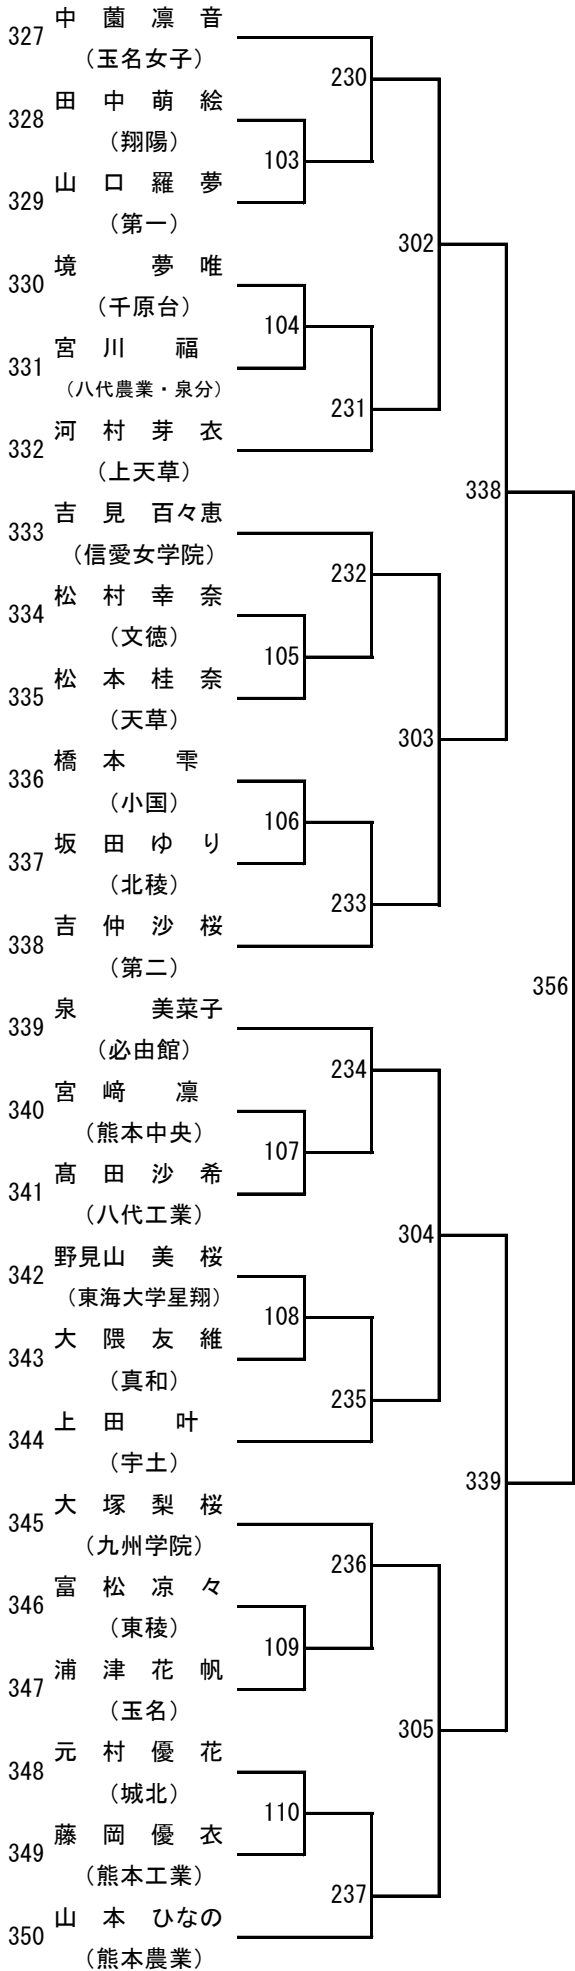 327 中 薗 凛 音
（玉名女子）
230
328 田 中 萌 絵
（翔陽）
103
329 山 口 羅 夢
（第一）
302
330 境 夢 唯
（千原台）
104
331 宮 川 福
（八代農業・泉分）
231
332 河 村 芽 衣
（上天草）
338
333 吉 見 百々恵
（信愛女学院）
232
334 松 村 幸 奈
（文徳）
105
335 松 本 桂 奈
（天草）
303
336 橋 本 雫
（小国）
106
337 坂 田 ゆ り
（北稜）
233
338 吉 仲 沙 桜
（第二）
356
339 泉 美菜子
（必由館）
234
340 宮 﨑 凛
（熊本中央）
107
341 髙 田 沙 希
（八代工業）
304
342 野見山 美 桜
（東海大学星翔）
108
343 大 隈 友 維
（真和）
235
344 上 田 叶
（宇土）
339
345 大 塚 梨 桜
（九州学院）
236
346 富 松 凉 々
（東稜）
109
347 浦 津 花 帆
（玉名）
305
348 元 村 優 花
（城北）
110
349 藤 岡 優 衣
（熊本工業）
237
350 山 本 ひなの
（熊本農業）